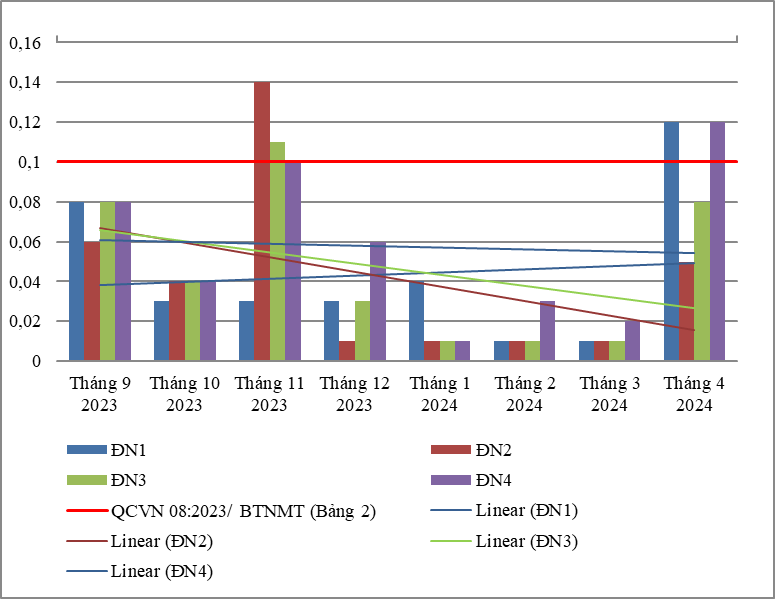 0,16
0,14
0,12
0,1
0,08
0,06
0,04
0,02
0
Tháng 9 2023
Tháng 10 2023
Tháng 11 2023
Tháng 12 2023
Tháng 1 2024
Tháng 2 2024
Tháng 3 2024
Tháng 4 2024
ĐN1
ĐN2
ĐN3
ĐN4
QCVN 08:2023/ BTNMT (Bảng 2)
Linear (ĐN1)
Linear (ĐN2)
Linear (ĐN3)
Linear (ĐN4)